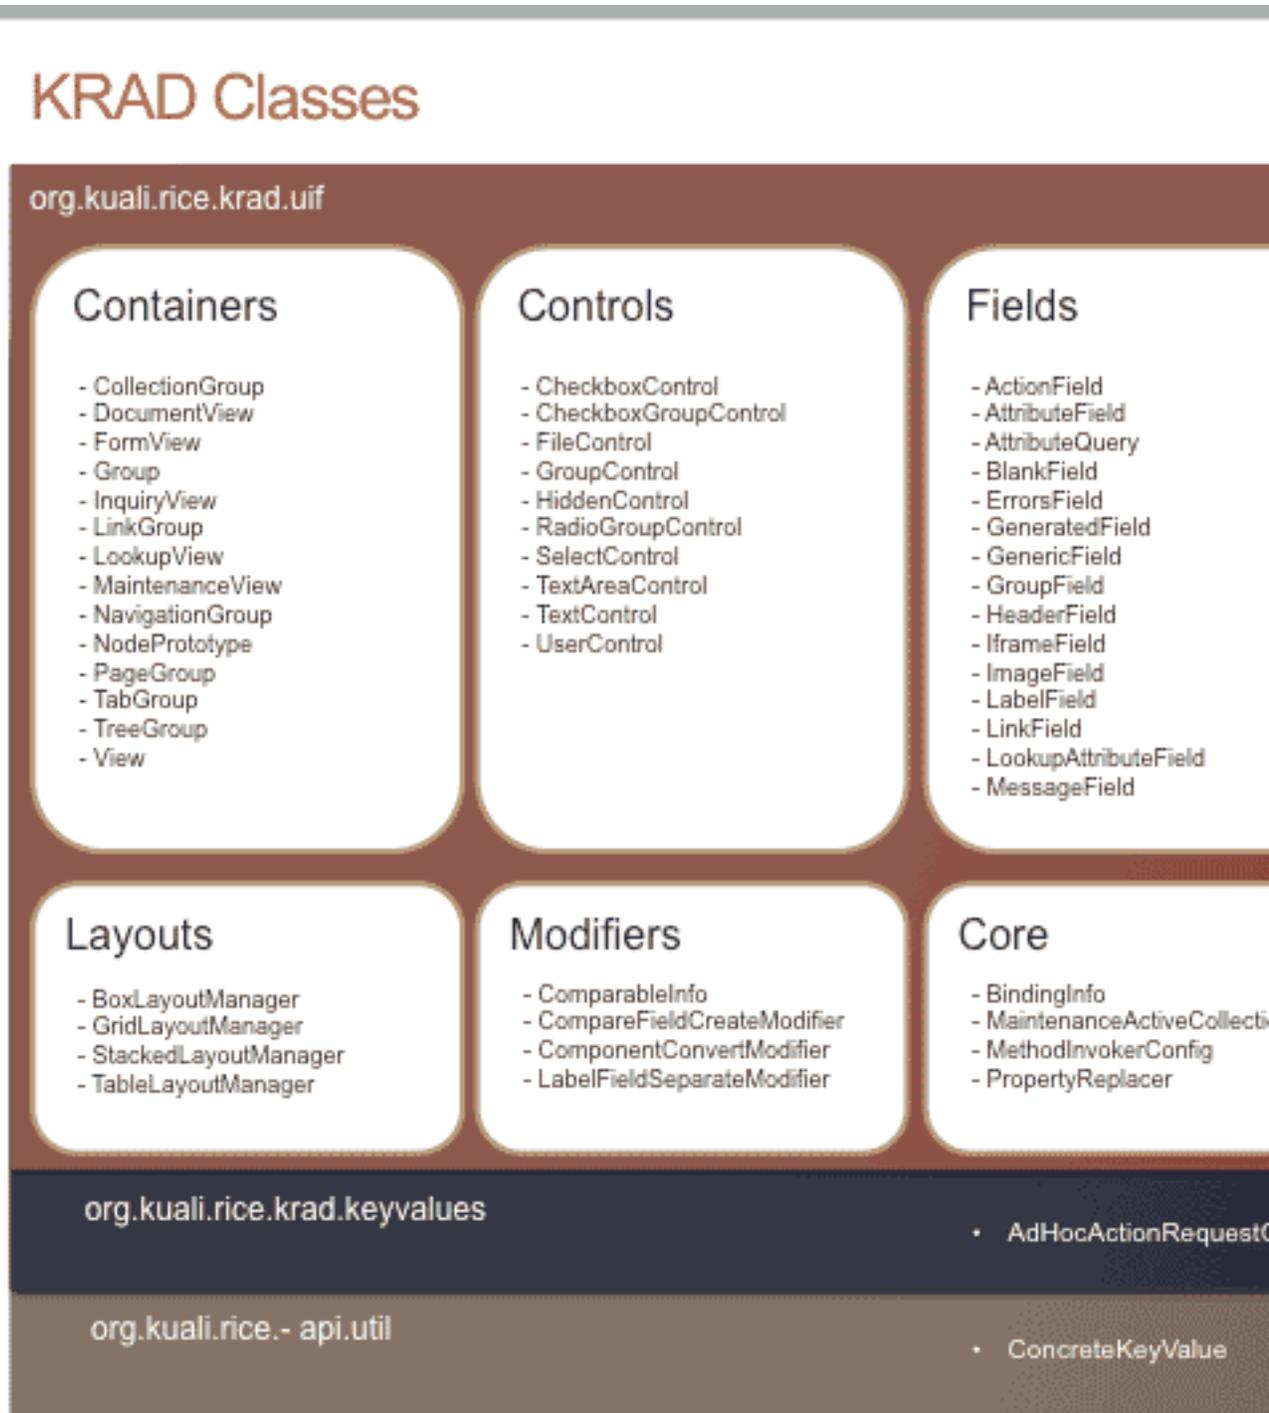 KRAD Classes
org.kuali.rice.krad.uif
Containers
- CollectionGroup
- DocumentView
- FormView
- Group
- InquiryView
- LinkGroup
- LookupView
- MaintenanceView
- NavigationGroup
- NodePrototype
- PageGroup
- TabGroup
- TreeGroup
- View
Controls
- CheckboxControl
- CheckboxGroupControl
- FileControl
- GroupControl
- HiddenControl
- RadioGroupControl
- SelectControl
- TextAreaControl
- TextControl
- UserControl
Fields
- ActionField
- AttributeField
- AttributeQuery
- BlankField
- ErrorsField
- GeneratedField
- GenericField
- GroupField
- HeaderField
- IframeField
- ImageField
- LabelField
- LinkField
- LookupAttributeField
- MessageField
Layouts
- BoxLayoutManager
- GridLayoutManager
- StackedLayoutManager
- TableLayoutManager
Modifiers
- ComparableInfo
- CompareFieldCreateModifier
- ComponentConvertModifier
- LabelFieldSeparateModifier
Core
- BindingInfo
- MaintenanceActiveCollecti
- MethodInvokerConfig
- PropertyReplacer
org.kuali.rice.krad.keyvalues
• AdHocActionRequest
org.kuali.rice.- api.util
• ConcreteKeyValue